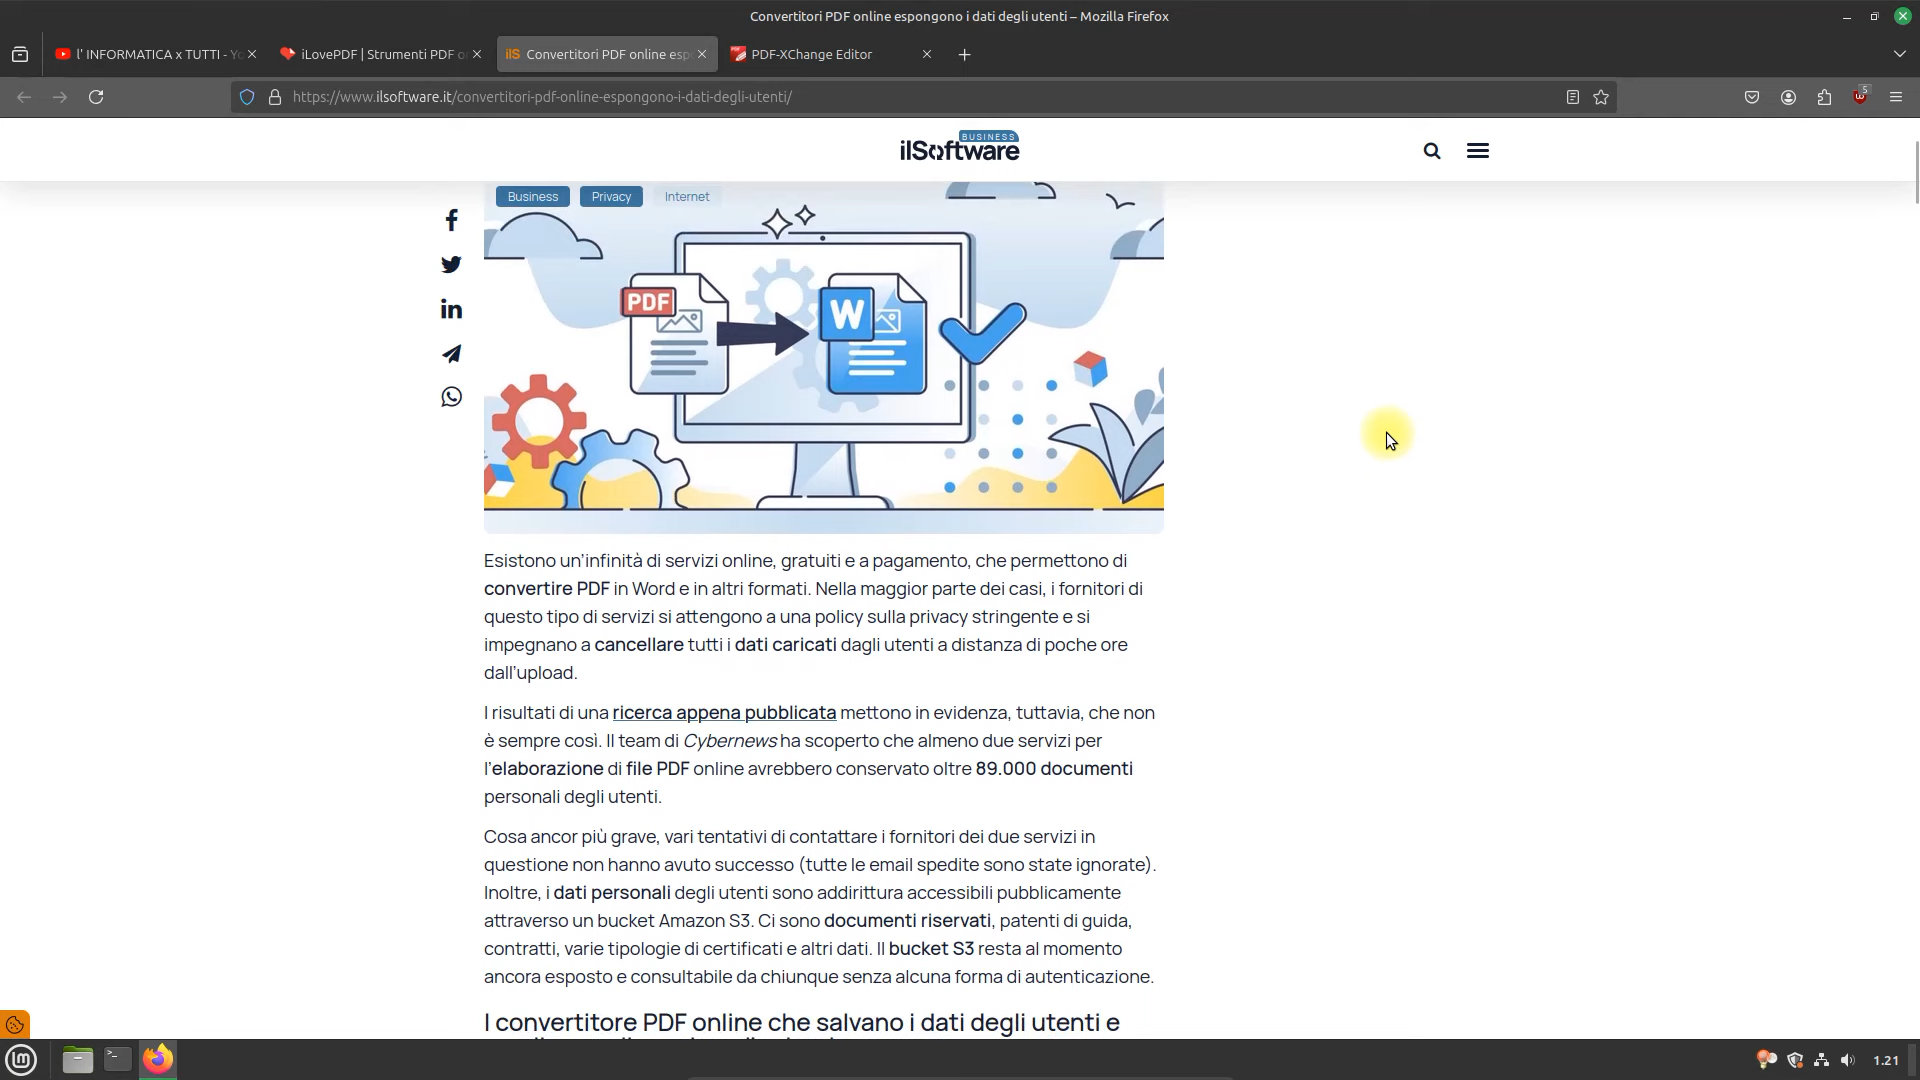 Convertitori PDF online espongono i dati degli utenti – Mozilla Firefox
l' INFORMATICA x TUTTI - Yo
iLovePDF | Strumenti PDF o
ilS Convertitori PDF online esp
PDF-XChange Editor
https://www.ilsoftware.it/convertitori-pdf-online-espongono-i-dati-degli-utenti/
5
BUSINESS
ilSoftware
Business
Privacy
Internet
PDF
W
Esistono un'infinità di servizi online, gratuiti e a pagamento, che permettono di
convertire PDF in Word e in altri formati. Nella maggior parte dei casi, i fornitori di
questo tipo di servizi si attengono a una policy sulla privacy stringente e si
impegnano a cancellare tutti i dati caricati dagli utenti a distanza di poche ore
dall'upload.
I risultati di una ricerca appena pubblicata mettono in evidenza, tuttavia, che non
è sempre così. Il team di Cybernews ha scoperto che almeno due servizi per
l'elaborazione di file PDF online avrebbero conservato oltre 89.000 documenti
personali degli utenti.
Cosa ancor più grave, vari tentativi di contattare i fornitori dei due servizi in
questione non hanno avuto successo (tutte le email spedite sono state ignorate).
Inoltre, i dati personali degli utenti sono addirittura accessibili pubblicamente
attraverso un bucket Amazon S3. Ci sono documenti riservati, patenti di guida,
contratti, varie tipologie di certificati e altri dati. Il bucket S3 resta al momento
ancora esposto e consultabile da chiunque senza alcuna forma di autenticazione.
I convertitore PDF online che salvano i dati degli utenti e
1.21